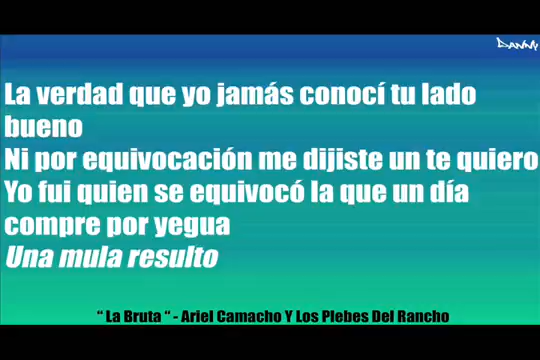 Danny
La verdad que yo jamás conocí tu lado
bueno
Ni por equivocación me dijiste un te quiero
Yo fui quien se equivocó la que un día
compre por yegua
Una mula resulto
“ La Bruta “ - Ariel Camacho Y Los Plebes Del Rancho